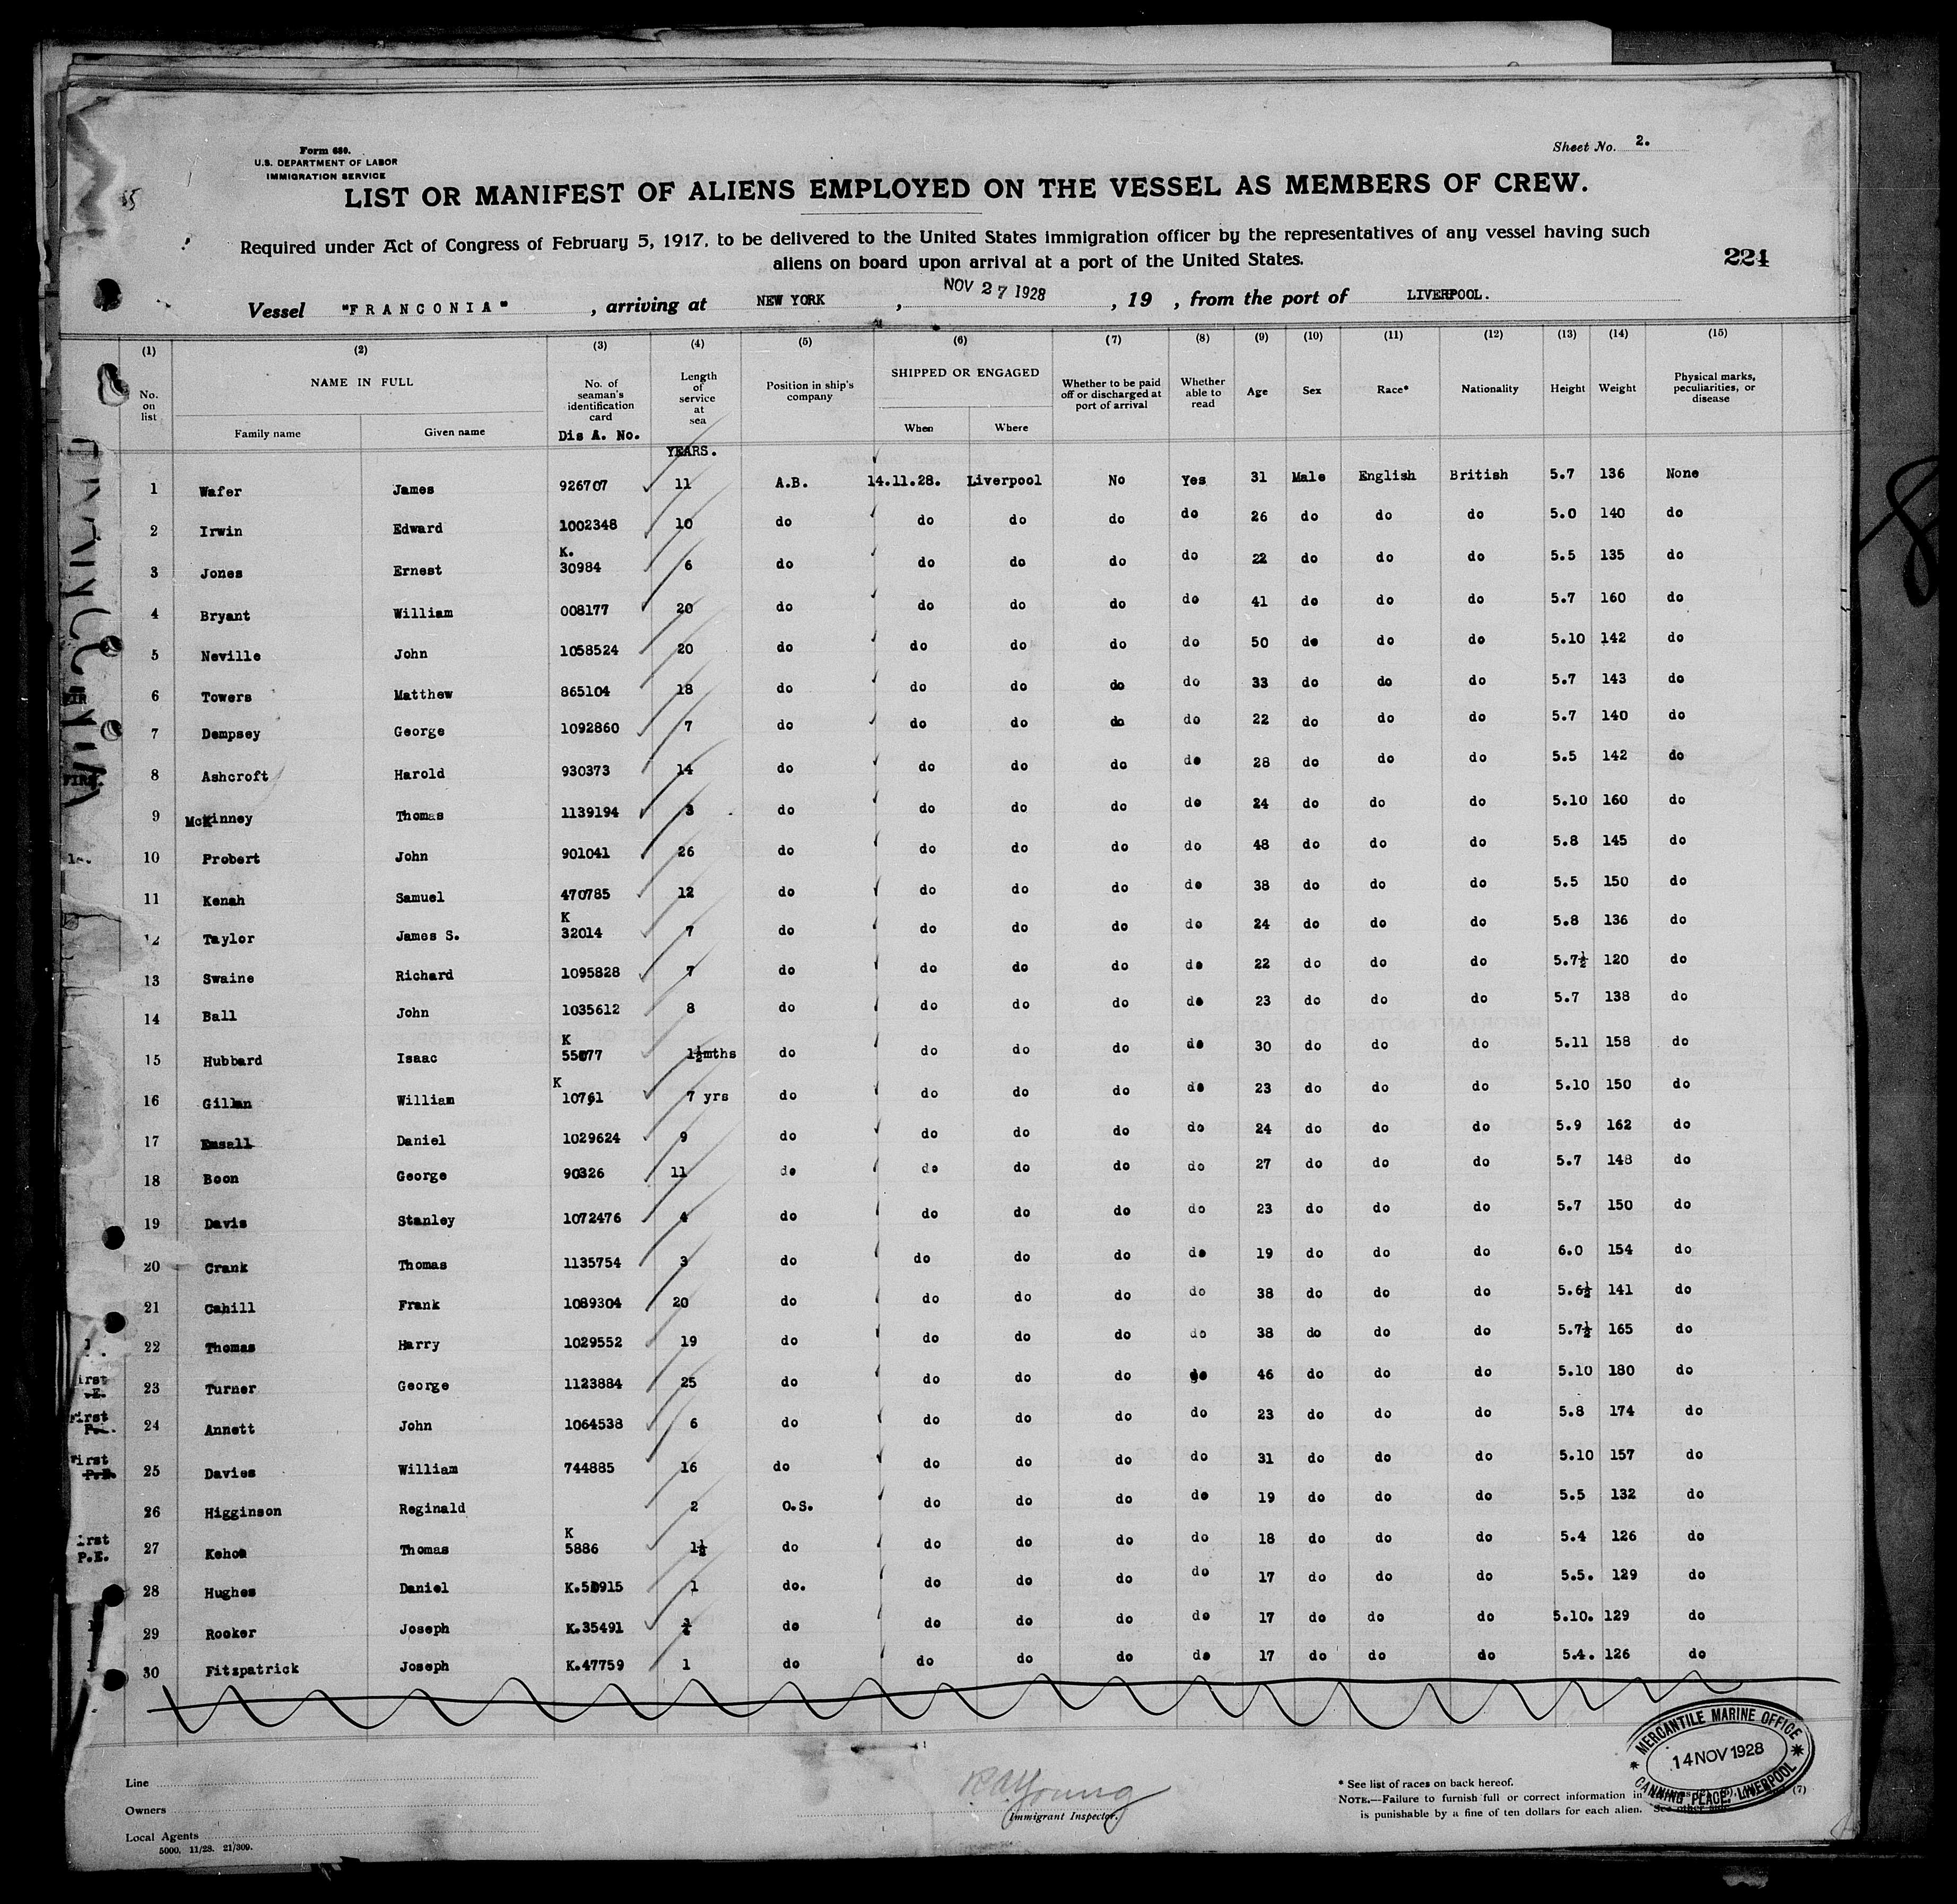 Form 680.
U.S. DEPARTMENT OF LABOR
IMMIGRATION SERVICE
Sheet No. 2.
LIST OR MANIFEST OF ALIENS EMPLOYED ON THE VESSEL AS MEMBERS OF CREW.
Required under Act of Congress of February 5, 1917, to be delivered to the United States immigration officer by the representatives of any vessel having such
aliens on board upon arrival at a port of the United States.
224
Vessel "FRANCONIA" , arriving at NEW YORK , NOV 27 1928 , 19 , from the port of LIVERPOOL.
(1) (2) (3) (4) (5) (6) (7) (8) (9) (10) (11) (12) (13) (14) (15)
No. on list NAME IN FULL Family name Given name No. of seaman's identification card Dis A. No. Length of service at sea YEARS. Position in ship's company SHIPPED OR ENGAGED When Where Whether to be paid off or discharged at port of arrival Whether able to read Age Sex Race* Nationality Height Weight Physical marks, peculiarities, or disease
1 Wafer James 926707 11 A.B. 14.11.28. Liverpool No Yes 31 Male English British 5.7 136 None
2 Irwin Edward 1002348 10 do do do do do 26 do do do 5.0 140 do
3 Jones Ernest K. 30984 6 do do do do do 22 do do do 5.5 135 do
4 Bryant William 008177 20 do do do do do 41 do do do 5.7 160 do
5 Neville John 1058524 20 do do do do do 50 do do do 5.10 142 do
6 Towers Matthew 865104 18 do do do do do 33 do do do 5.7 143 do
7 Dempsey George 1092860 7 do do do do do 22 do do do 5.7 140 do
8 Ashcroft Harold 930373 14 do do do do do 28 do do do 5.5 142 do
9 McKinney Thomas 1139194 3 do do do do do 24 do do do 5.10 160 do
10 Probert John 901041 26 do do do do do 48 do do do 5.8 145 do
11 Kenah Samuel 470785 12 do do do do do 38 do do do 5.5 150 do
12 Taylor James S. K 32014 7 do do do do do 24 do do do 5.8 136 do
13 Swaine Richard 1095828 7 do do do do do 22 do do do 5.7½ 120 do
14 Ball John 1035612 8 do do do do do 23 do do do 5.7 138 do
15 Hubbard Isaac K 55077 1½mths do do do do do 30 do do do 5.11 158 do
16 Gillan William K 10761 7 yrs do do do do do 23 do do do 5.10 150 do
17 Emsall Daniel 1029624 9 do do do do do 24 do do do 5.9 162 do
18 Boon George 90326 11 do do do do do 27 do do do 5.7 148 do
19 Davis Stanley 1072476 4 do do do do do 23 do do do 5.7 150 do
20 Crank Thomas 1135754 3 do do do do do 19 do do do 6.0 154 do
21 Cahill Frank 1089304 20 do do do do do 38 do do do 5.6½ 141 do
22 Thomas Harry 1029552 19 do do do do do 38 do do do 5.7½ 165 do
23 Turner George 1123884 25 do do do do do 46 do do do 5.10 180 do
24 Annett John 1064538 6 do do do do do 23 do do do 5.8 174 do
25 Davies William 744885 16 do do do do do 31 do do do 5.10 157 do
26 Higginson Reginald 2 O.S. do do do do 19 do do do 5.5 132 do
27 Kehoe Thomas K 5886 1½ do do do do do 18 do do do 5.4 126 do
28 Hughes Daniel K.50915 1 do. do do do do 17 do do do 5.5. 129 do
29 Rooker Joseph K.35491 do do do do do 17 do do do 5.10. 129 do
30 Fitzpatrick Joseph K.47759 1 do do do do do 17 do do do 5.4. 126 do
MERCANTILE MARINE OFFICE
14 NOV 1928
CANNING PLACE, LIVERPOOL
Line
Owners
Local Agents
5000. 11/28. 21/309.
R A Young
Immigrant Inspector.
* See list of races on back hereof.
NOTE.—Failure to furnish full or correct information in (7)
is punishable by a fine of ten dollars for each alien. See other